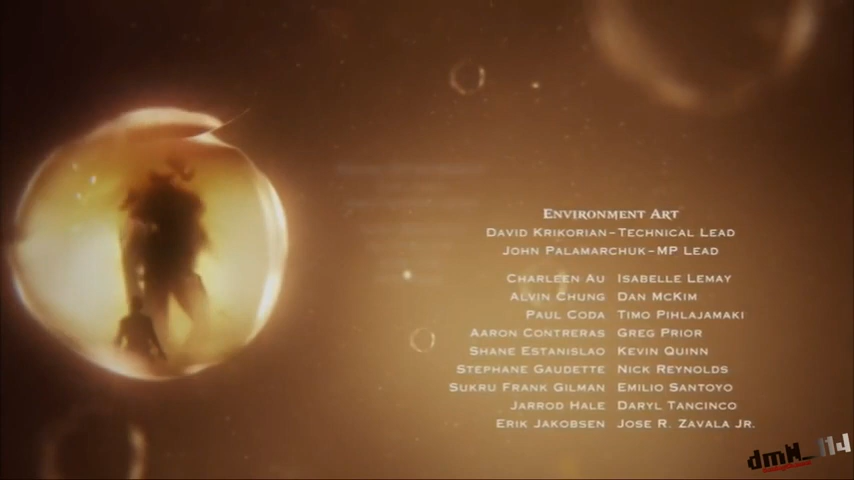 Environment Art
David Krikorian–Technical Lead
John Palamarchuk–MP Lead
Charleen Au Isabelle Lemay
Alvin Chung Dan McKim
Paul Coda Timo Pihlajamaki
Aaron Contreras Greg Prior
Shane Estanislao Kevin Quinn
Stephane Gaudette Nick Reynolds
Sukru Frank Gilman Emilio Santoyo
Jarrod Hale Daryl Tancinco
Erik Jakobsen Jose R. Zavala Jr.